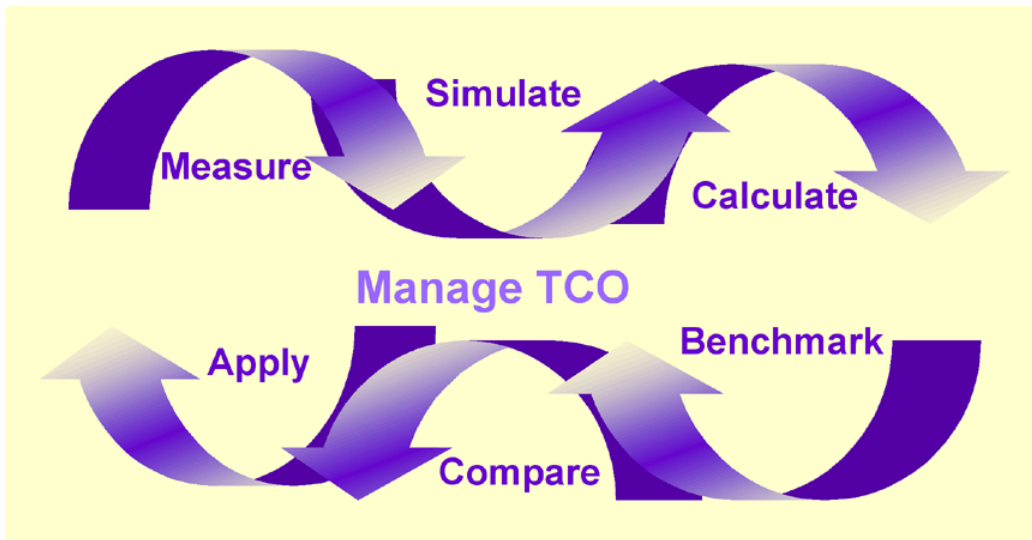 Simulate
Measure
Calculate
Manage TCO
Benchmark
Apply
Compare